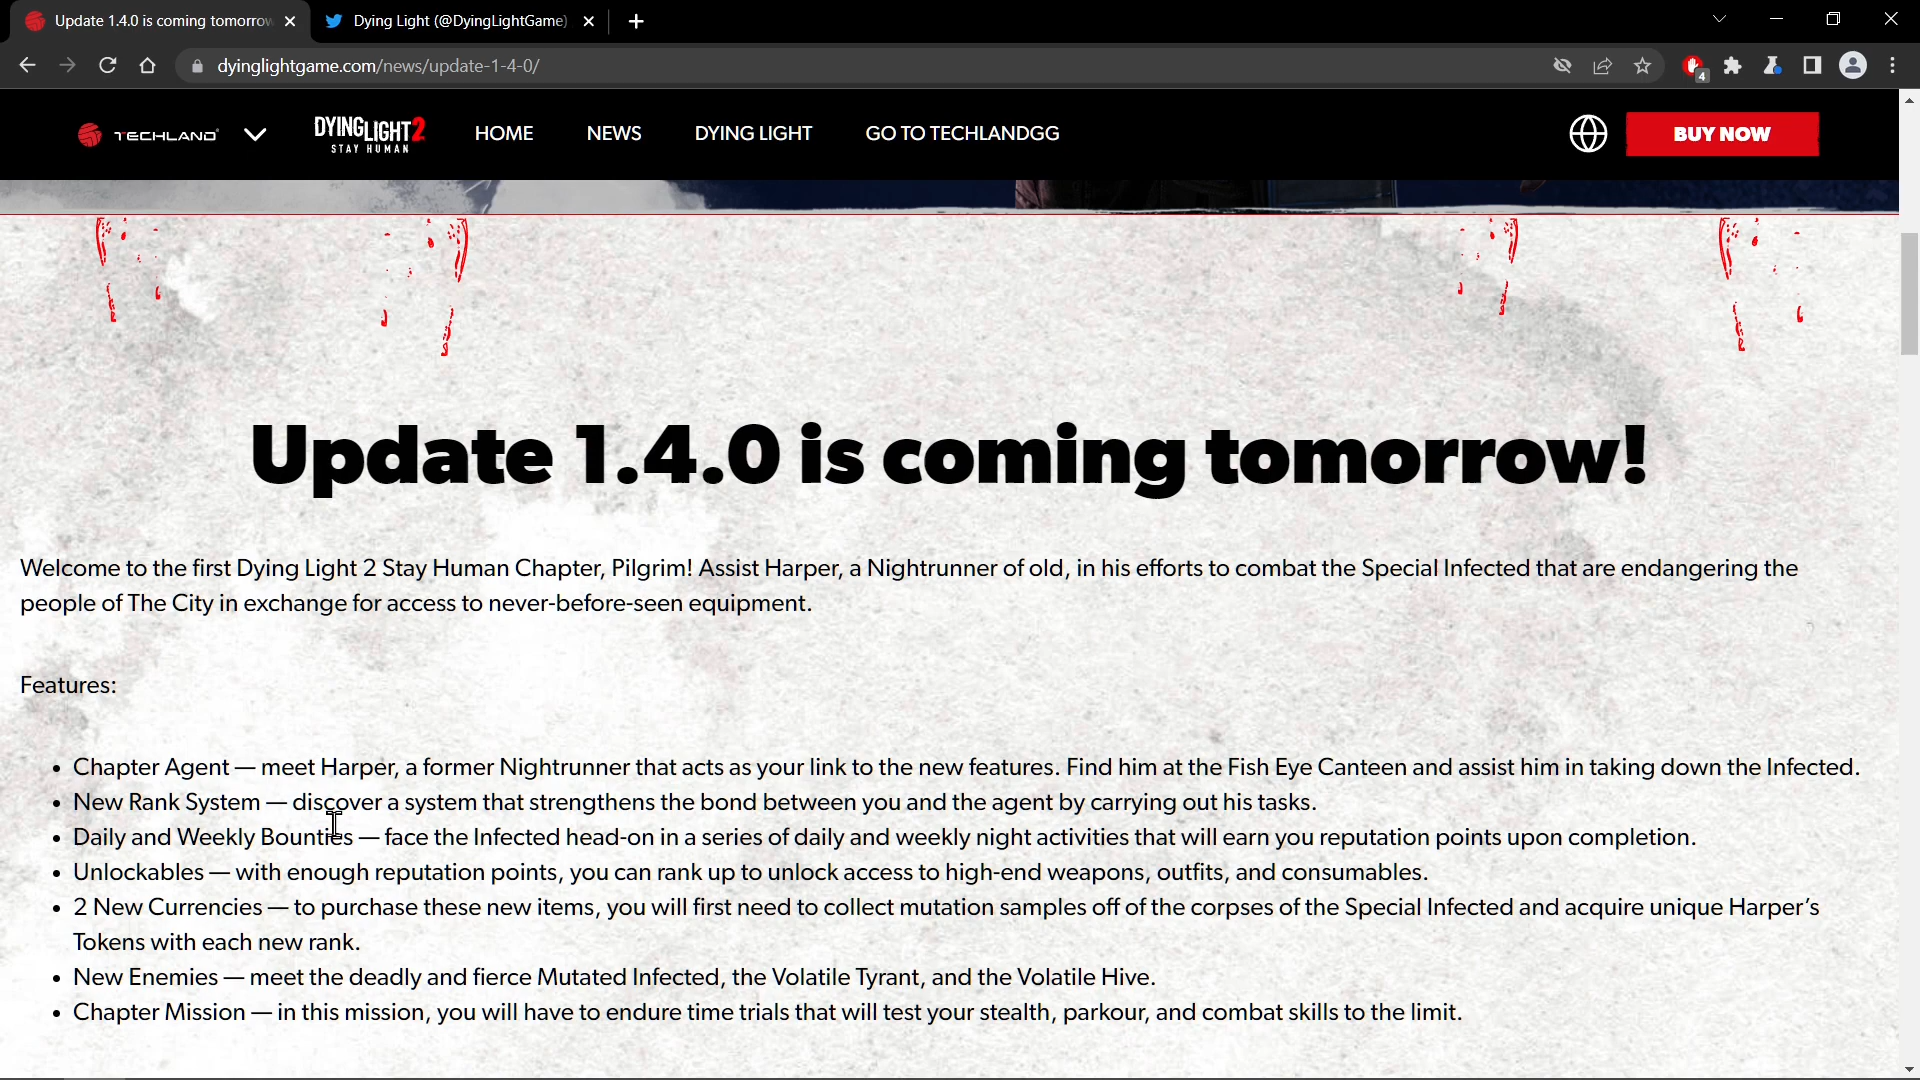 Update 1.4.0 is coming tomorrow
Dying Light (@DyingLightGame)
dyinglightgame.com/news/update-1-4-0/
4
TECHLAND
DYING LIGHT 2
STAY HUMAN
HOME
NEWS
DYING LIGHT
GO TO TECHLANDGG
BUY NOW
Update 1.4.0 is coming tomorrow!
Welcome to the first Dying Light 2 Stay Human Chapter, Pilgrim! Assist Harper, a Nightrunner of old, in his efforts to combat the Special Infected that are endangering the
people of The City in exchange for access to never-before-seen equipment.
Features:
• Chapter Agent — meet Harper, a former Nightrunner that acts as your link to the new features. Find him at the Fish Eye Canteen and assist him in taking down the Infected.
• New Rank System — discover a system that strengthens the bond between you and the agent by carrying out his tasks.
• Daily and Weekly Bounties — face the Infected head-on in a series of daily and weekly night activities that will earn you reputation points upon completion.
• Unlockables — with enough reputation points, you can rank up to unlock access to high-end weapons, outfits, and consumables.
• 2 New Currencies — to purchase these new items, you will first need to collect mutation samples off of the corpses of the Special Infected and acquire unique Harper’s
Tokens with each new rank.
• New Enemies — meet the deadly and fierce Mutated Infected, the Volatile Tyrant, and the Volatile Hive.
• Chapter Mission — in this mission, you will have to endure time trials that will test your stealth, parkour, and combat skills to the limit.